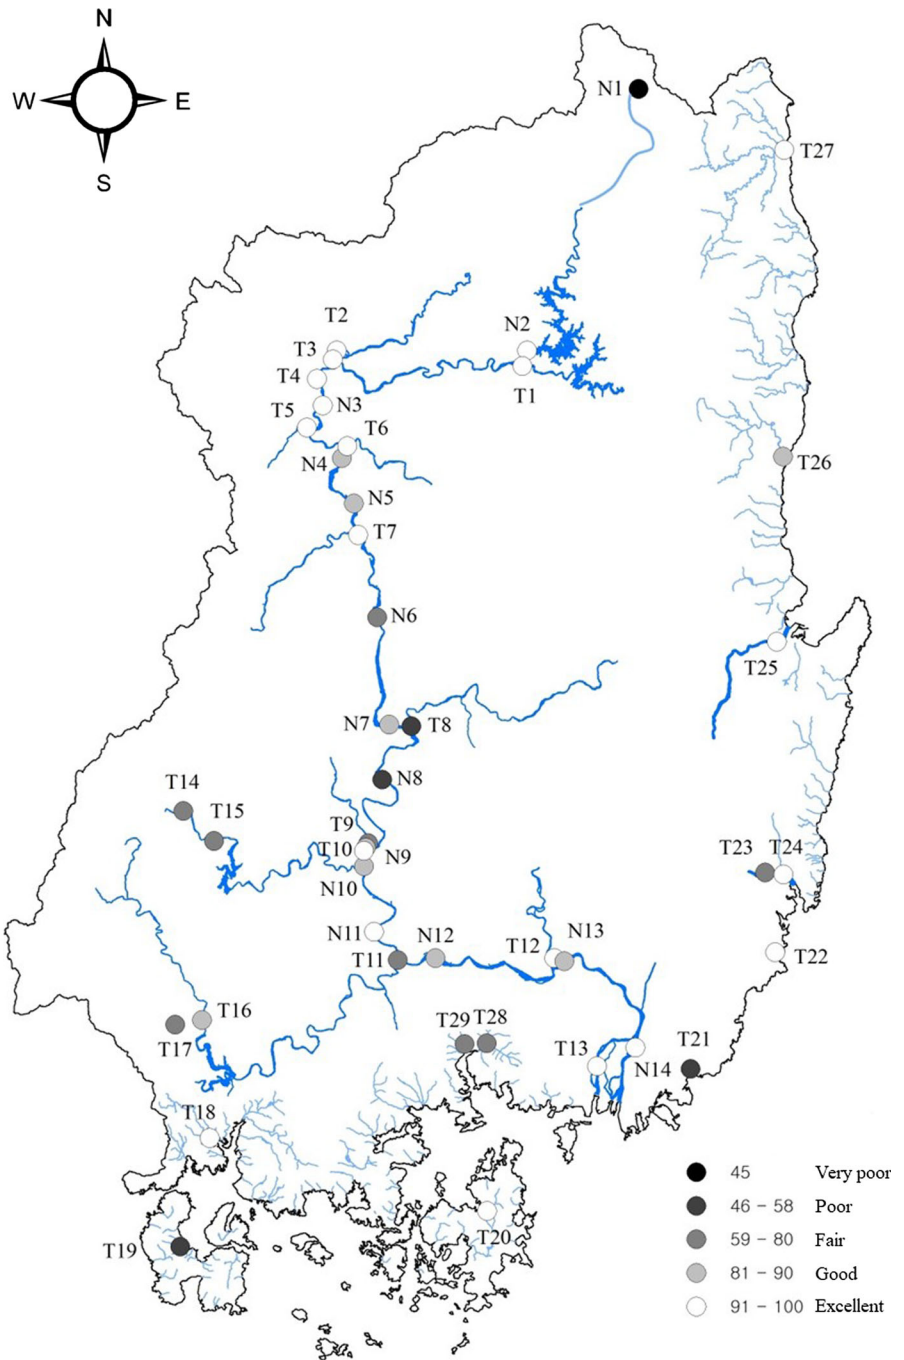 N
W E
S
N1
T27
T2
N2
T3
T4
T1
N3
T5
T6
N4
T26
N5
T7
N6
T25
N7 T8
N8
T14
T15
T9
T10
N9
T23 T24
N10
N11 N12
T12 N13
T11
T22
T16
T17
T29 T28
T13
N14
T21
T18
T19
T20
45 Very poor
46 – 58 Poor
59 – 80 Fair
81 – 90 Good
91 – 100 Excellent